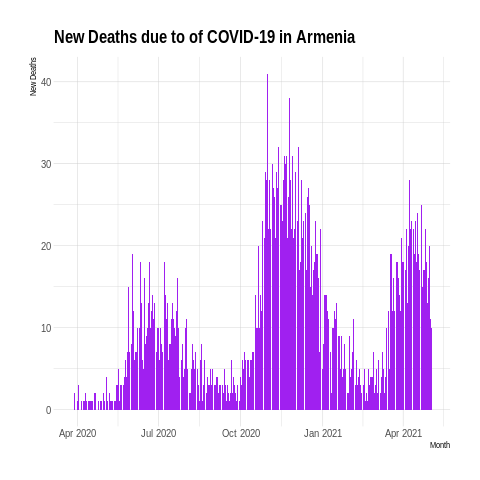 New Deaths due to of COVID-19 in Armenia
New Deaths
40
30
20
10
0
Apr 2020 Jul 2020 Oct 2020 Jan 2021 Apr 2021
Month